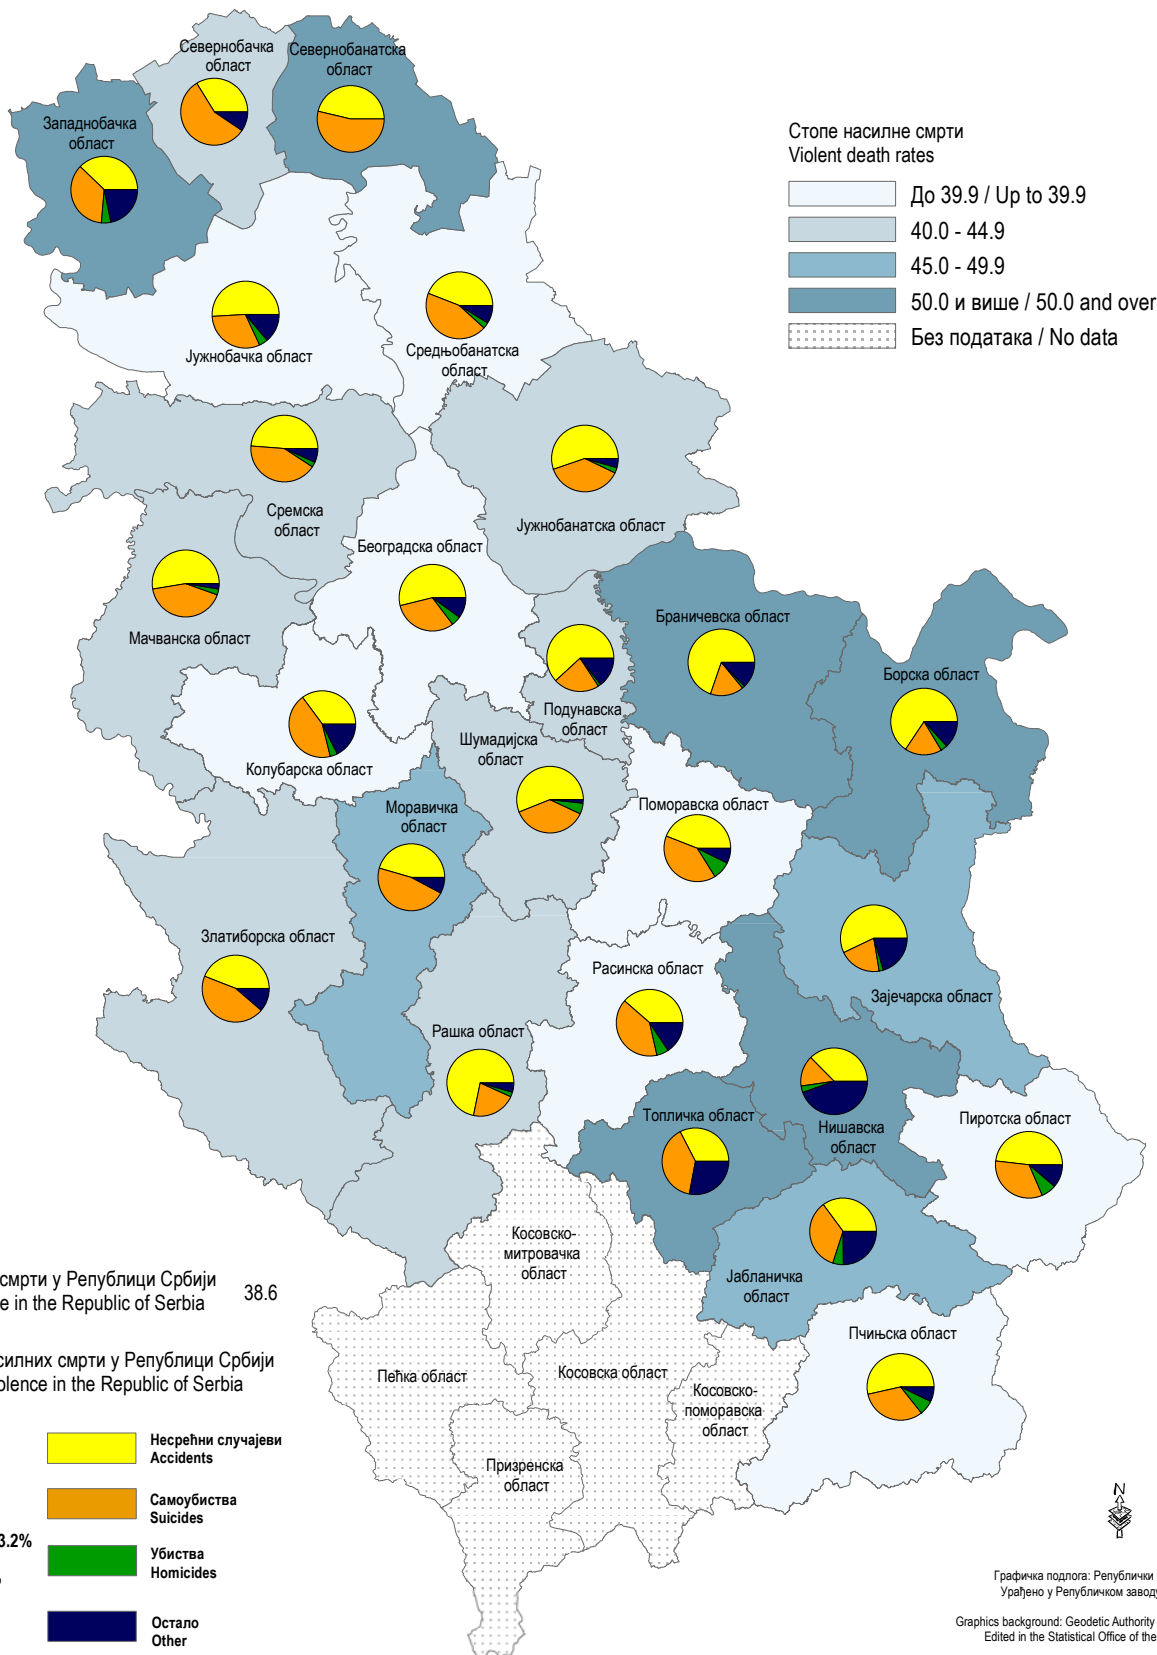 Севернобачка
област
Севернобанатска
област
Западнобачка
област
Стопе насилне смрти
Violent death rates
До 39.9 / Up to 39.9
40.0 - 44.9
45.0 - 49.9
50.0 и више / 50.0 and over
Без података / No data
Јужнобачка област
Средњобанатска
област
Сремска
област
Јужнобанатска област
Београдска област
Мачванска област
Браничевска област
Борска област
Подунавска
област
Колубарска област
Шумадијска
област
Моравичка
област
Поморавска област
Златиборска област
Расинска област
Зајечарска област
Рашка област
Топличка област
Нишавска
област
Пиротска област
Косовско-
митровачка
област
Јабланичка
област
Пчињска област
Пећка област
Косовска област
Косовско-
поморавска
област
Призренска
област
смрти у Републици Србији
e in the Republic of Serbia
38.6
силних смрти у Републици Србији
olence in the Republic of Serbia
Несрећни случајеви
Accidents
Самоубиства
Suicides
3.2%
Убиства
Homicides
Остало
Other
N
Графичка подлога: Републички
Урађено у Републичком заводу
Graphics background: Geodetic Authority
Edited in the Statistical Office of the